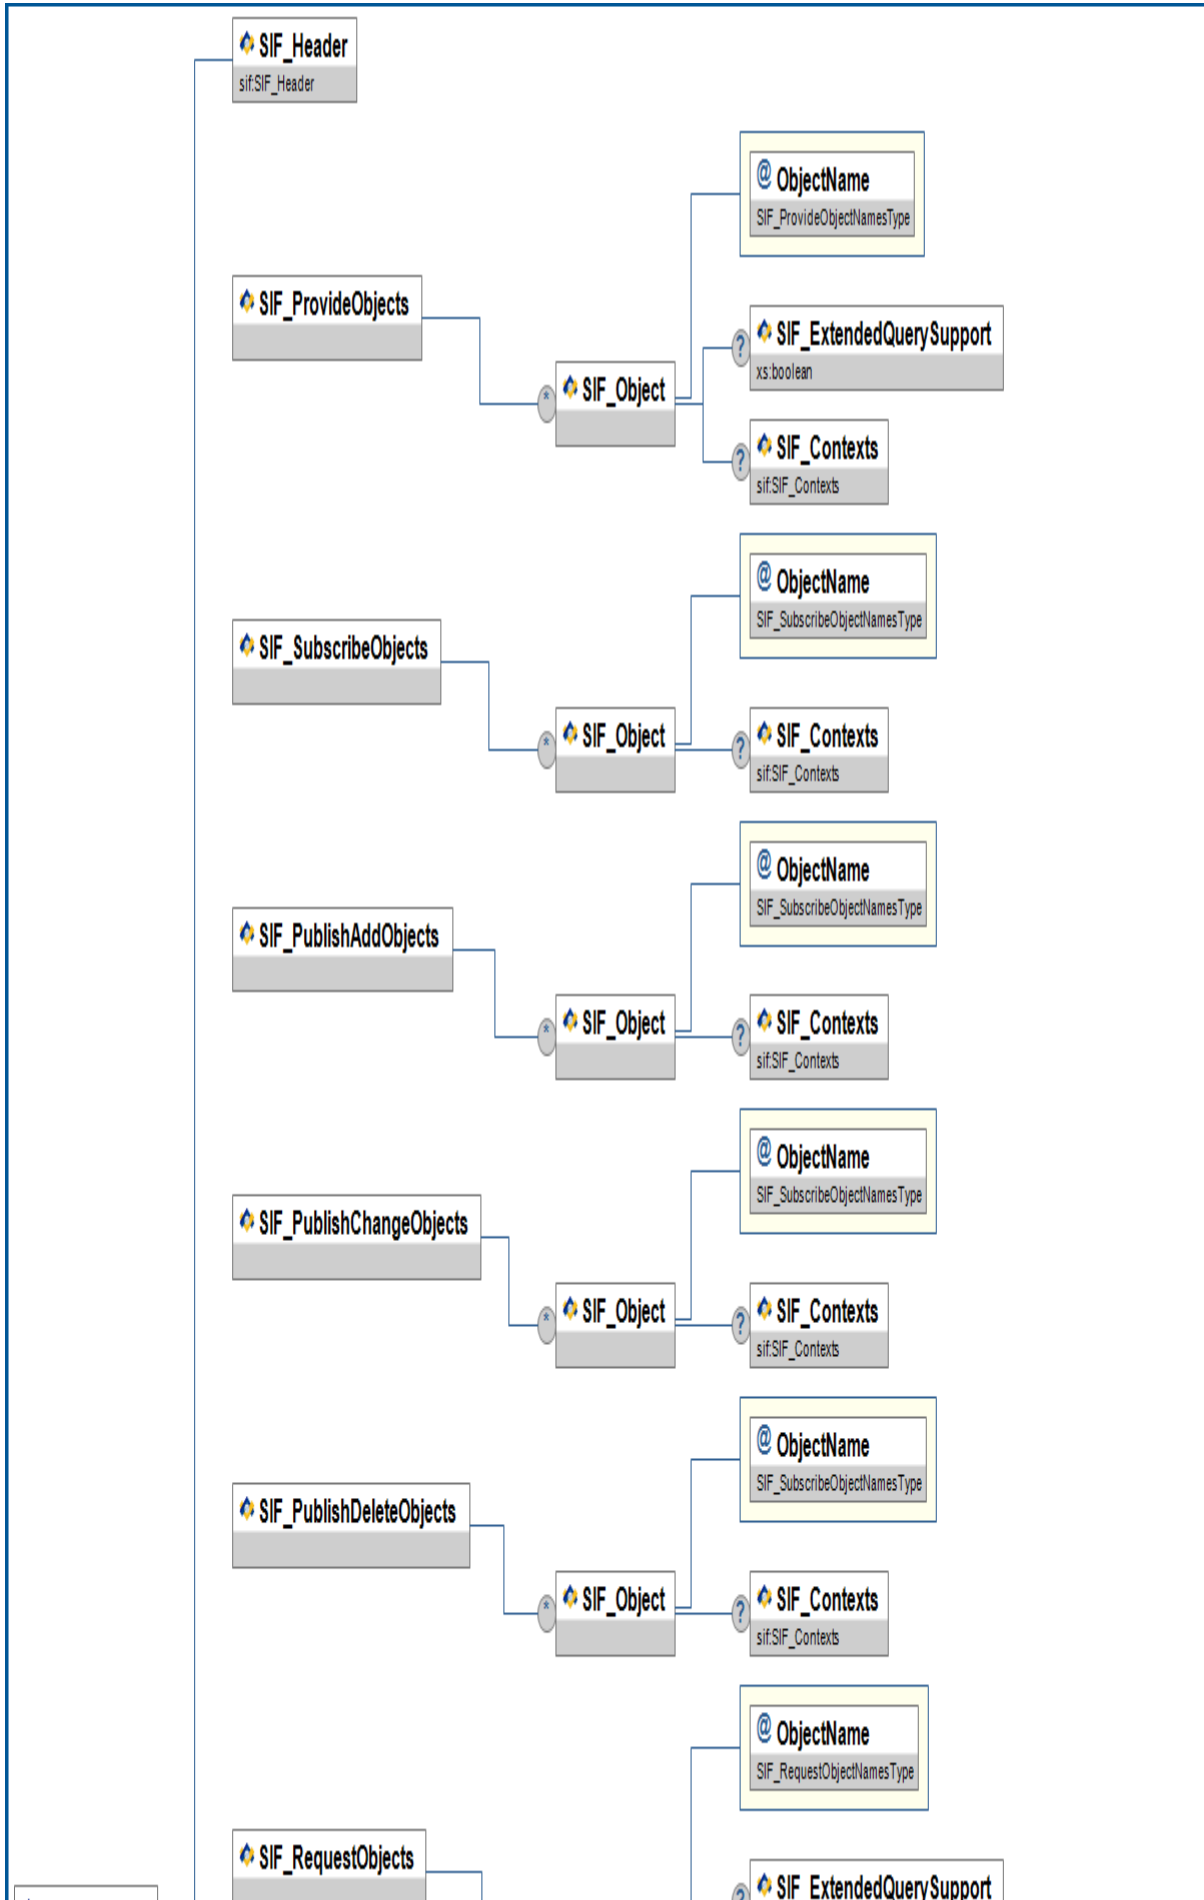 SIF_Header
sif:SIF_Header
@ ObjectName
SIF_ProvideObjectNamesType
SIF_ProvideObjects
? SIF_ExtendedQuerySupport
xs:boolean
* SIF_Object
? SIF_Contexts
sif:SIF_Contexts
@ ObjectName
SIF_SubscribeObjectNamesType
SIF_SubscribeObjects
* SIF_Object
? SIF_Contexts
sif:SIF_Contexts
@ ObjectName
SIF_SubscribeObjectNamesType
SIF_PublishAddObjects
* SIF_Object
? SIF_Contexts
sif:SIF_Contexts
@ ObjectName
SIF_SubscribeObjectNamesType
SIF_PublishChangeObjects
* SIF_Object
? SIF_Contexts
sif:SIF_Contexts
@ ObjectName
SIF_SubscribeObjectNamesType
SIF_PublishDeleteObjects
* SIF_Object
? SIF_Contexts
sif:SIF_Contexts
@ ObjectName
SIF_RequestObjectNamesType
SIF_RequestObjects
? SIF_ExtendedQuerySupport